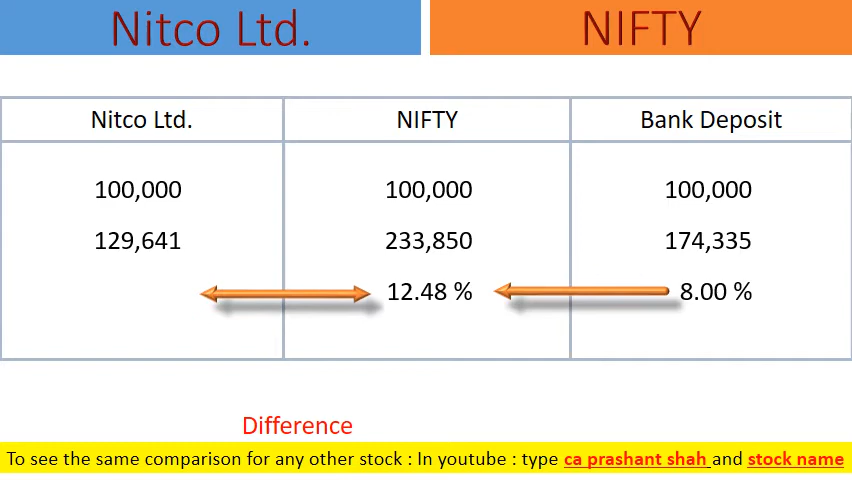 Nitco Ltd. NIFTY
Nitco Ltd. NIFTY Bank Deposit
100,000 100,000 100,000
129,641 233,850 174,335
12.48 % 8.00 %
Difference
To see the same comparison for any other stock : In youtube : type ca prashant shah and stock name